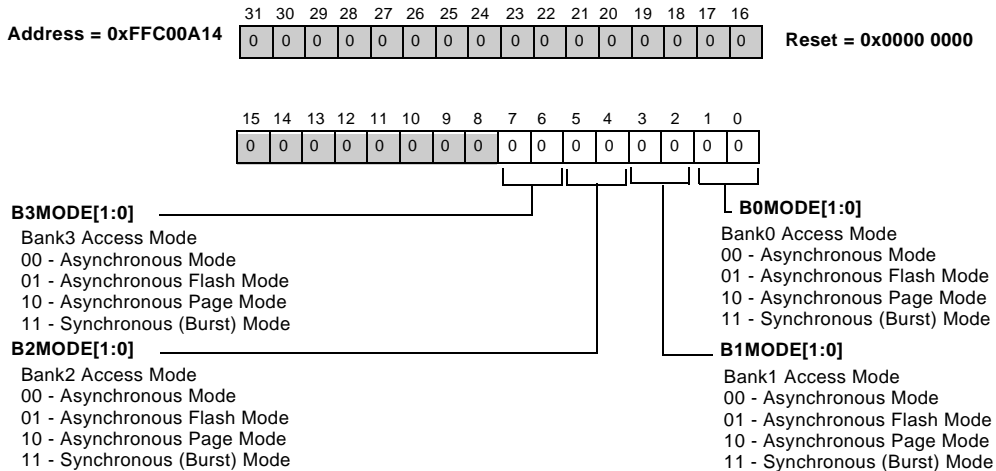 31 30 29 28 27 26 25 24 23 22 21 20 19 18 17 16
Address = 0xFFC00A14
0 0 0 0 0 0 0 0 0 0 0 0 0 0 0 0
Reset = 0x0000 0000
15 14 13 12 11 10 9 8 7 6 5 4 3 2 1 0
0 0 0 0 0 0 0 0 0 0 0 0 0 0 0 0
B3MODE[1:0]
Bank3 Access Mode
00 - Asynchronous Mode
01 - Asynchronous Flash Mode
10 - Asynchronous Page Mode
11 - Synchronous (Burst) Mode
B2MODE[1:0]
Bank2 Access Mode
00 - Asynchronous Mode
01 - Asynchronous Flash Mode
10 - Asynchronous Page Mode
11 - Synchronous (Burst) Mode
B0MODE[1:0]
Bank0 Access Mode
00 - Asynchronous Mode
01 - Asynchronous Flash Mode
10 - Asynchronous Page Mode
11 - Synchronous (Burst) Mode
B1MODE[1:0]
Bank1 Access Mode
00 - Asynchronous Mode
01 - Asynchronous Flash Mode
10 - Asynchronous Page Mode
11 - Synchronous (Burst) Mode